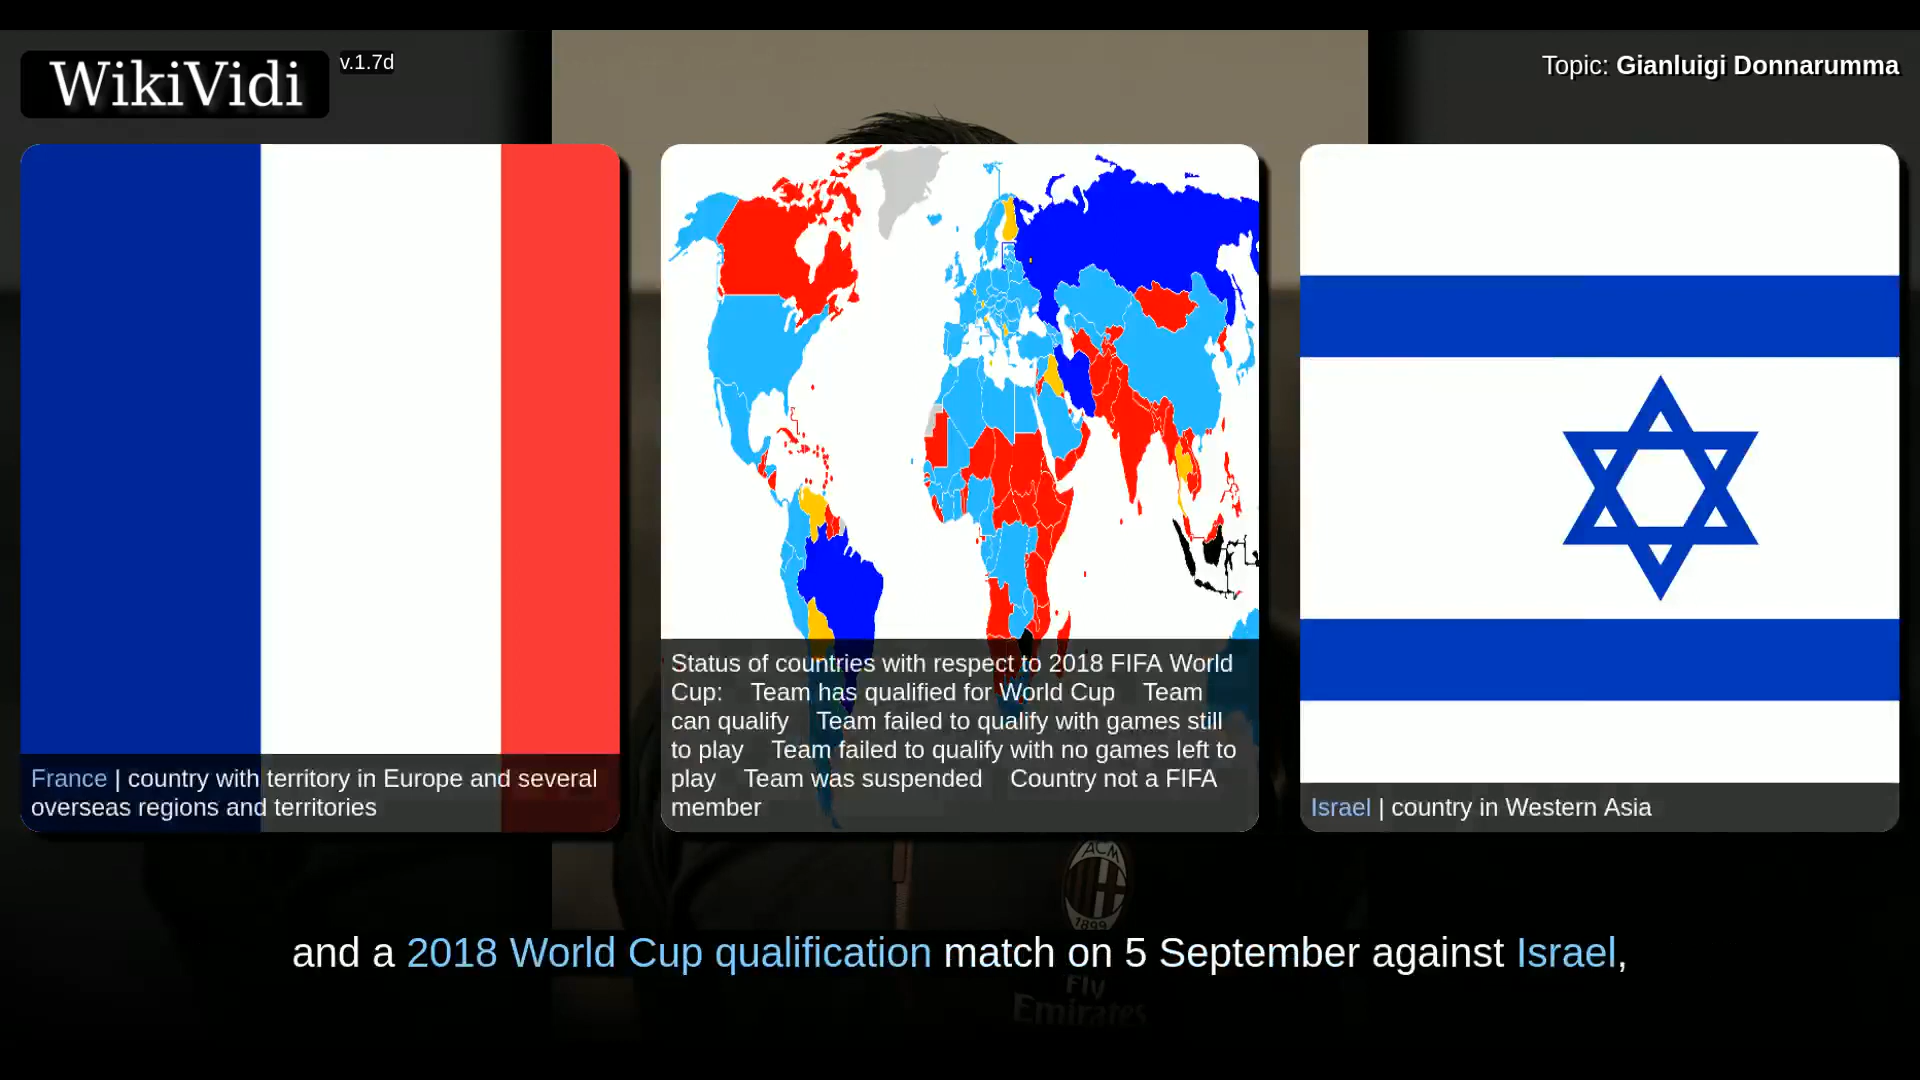 WikiVidi
v.1.7d
Topic: Gianluigi Donnarumma
France | country with territory in Europe and several
overseas regions and territories
Status of countries with respect to 2018 FIFA World
Cup: Team has qualified for World Cup Team
can qualify Team failed to qualify with games still
to play Team failed to qualify with no games left to
play Team was suspended Country not a FIFA
member
Israel | country in Western Asia
ACM
1899
and a 2018 World Cup qualification match on 5 September against Israel,
Fly
Emirates